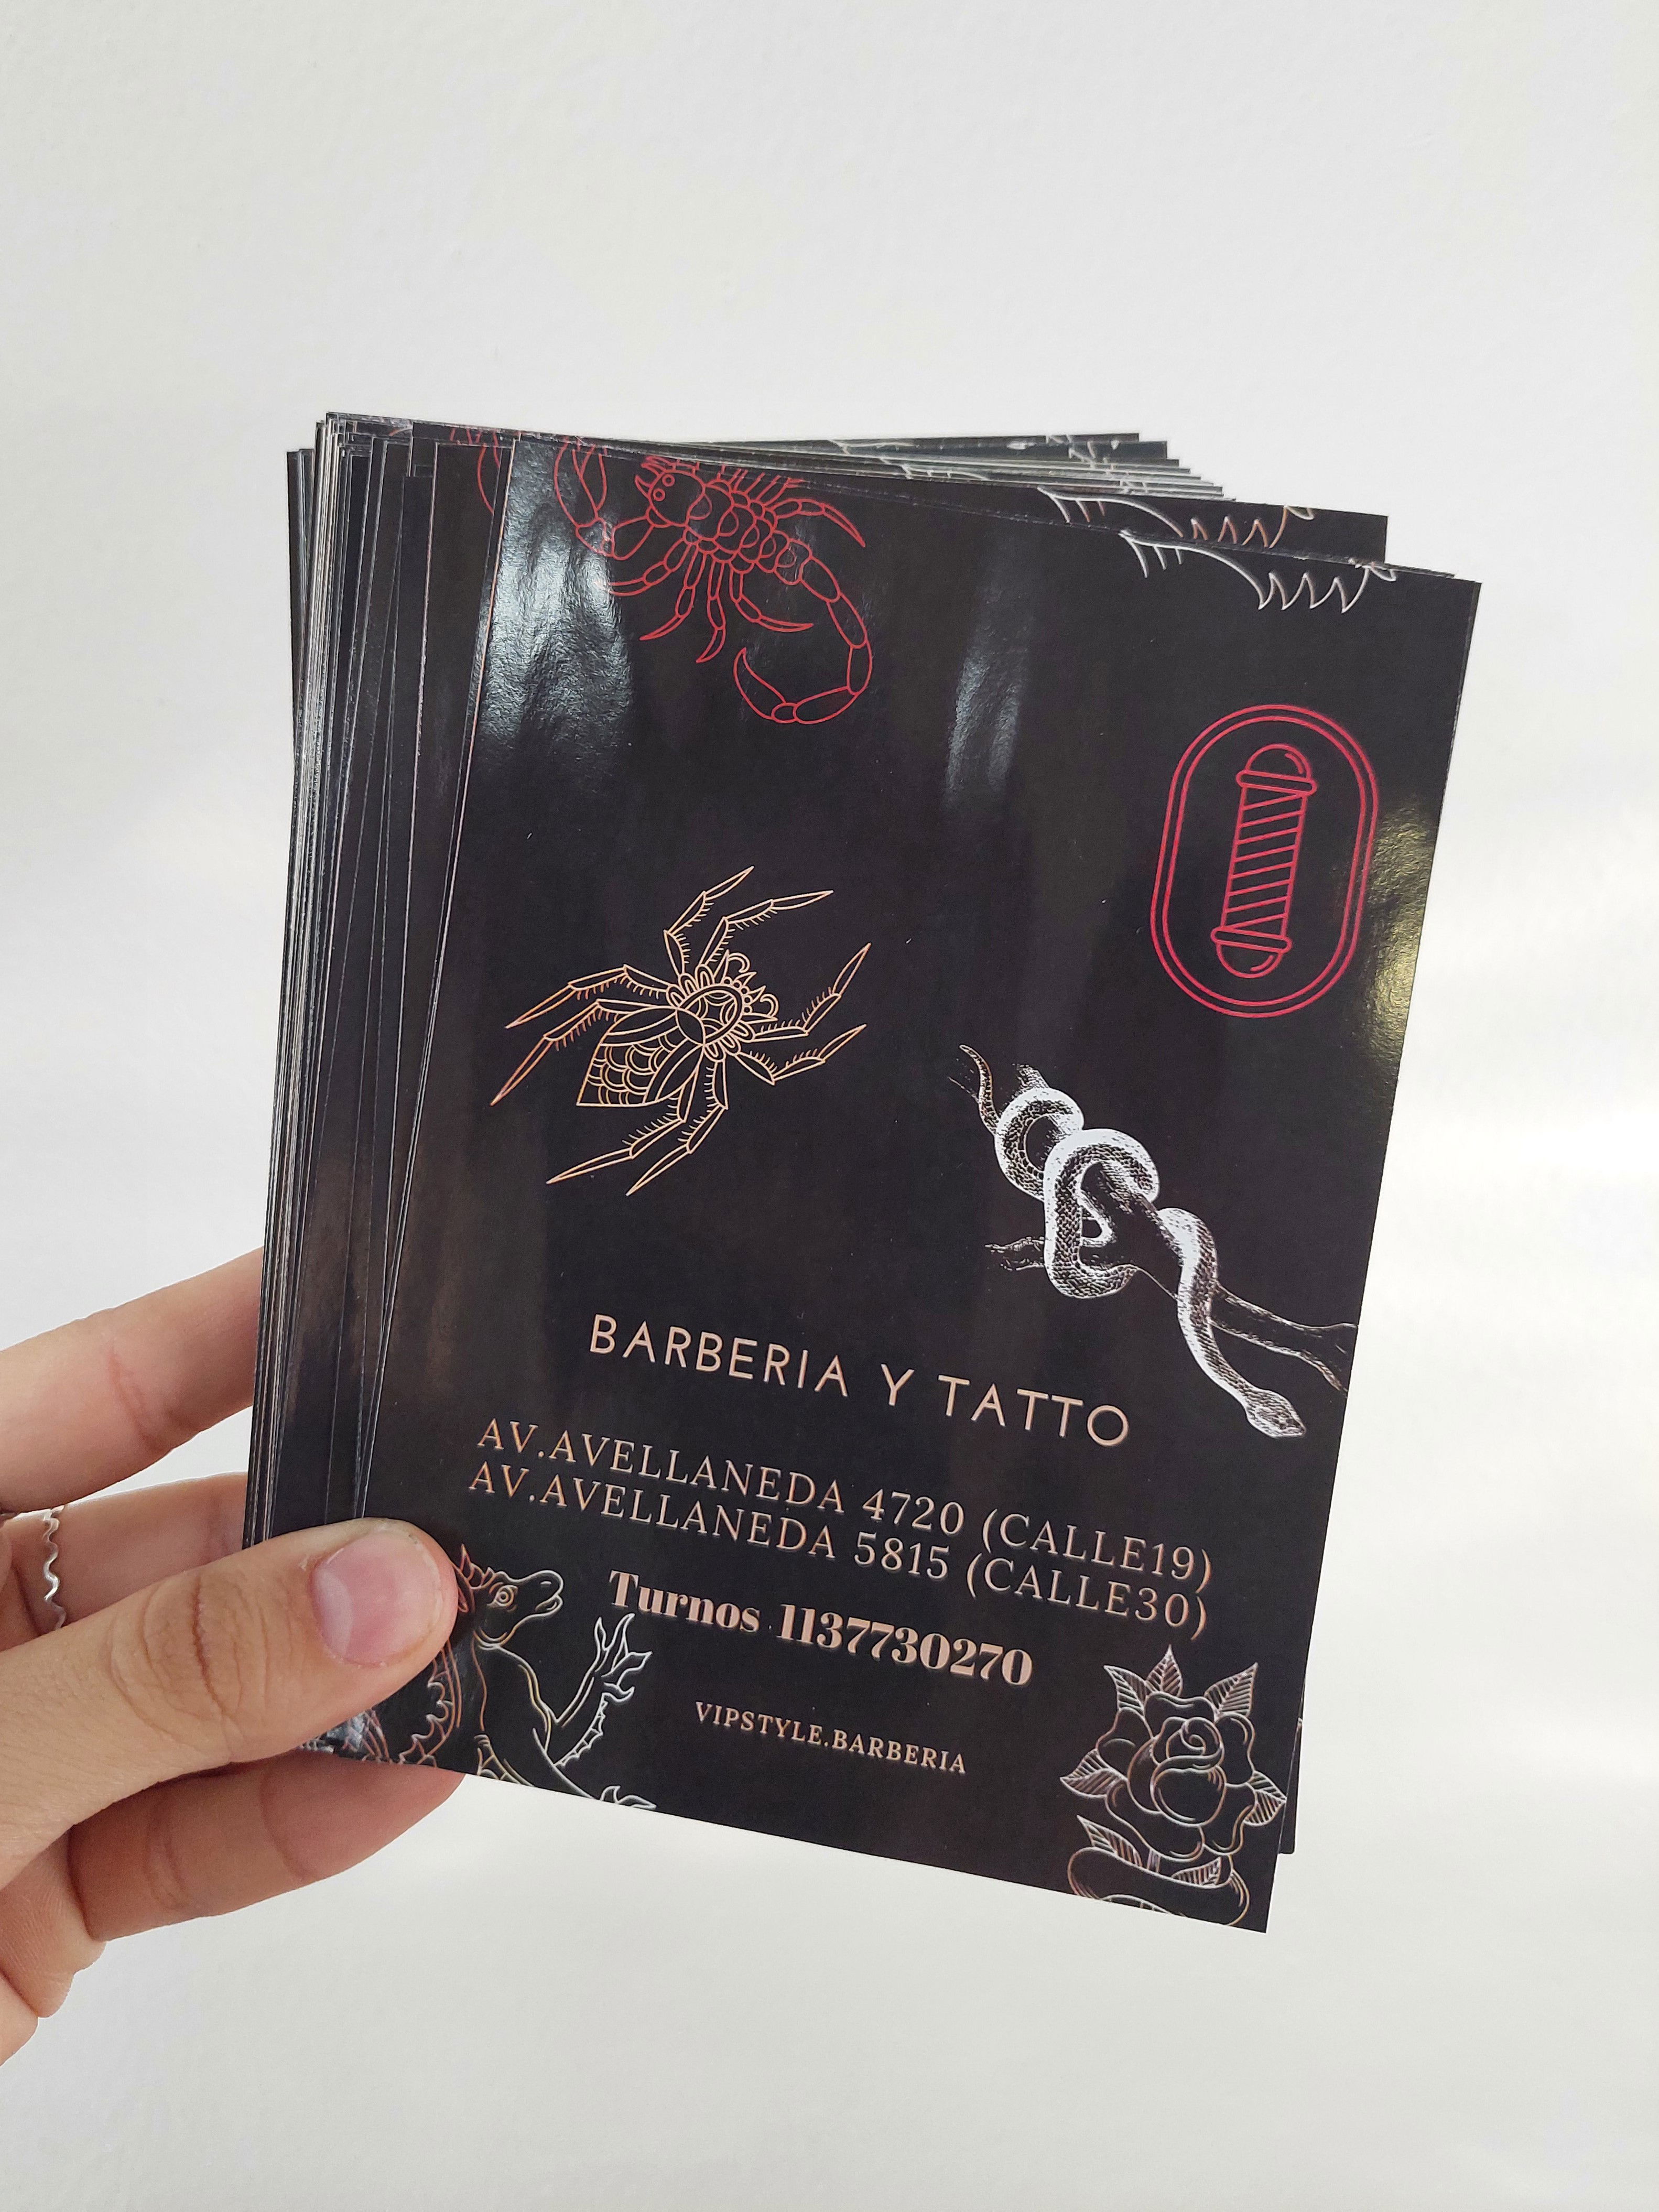 BARBERIA Y TATTO
AV.AVELLANEDA 4720 (CALLE19)
AV.AVELLANEDA 5815 (CALLE30)
Turnos 1137730270
VIPSTYLE.BARBERIA